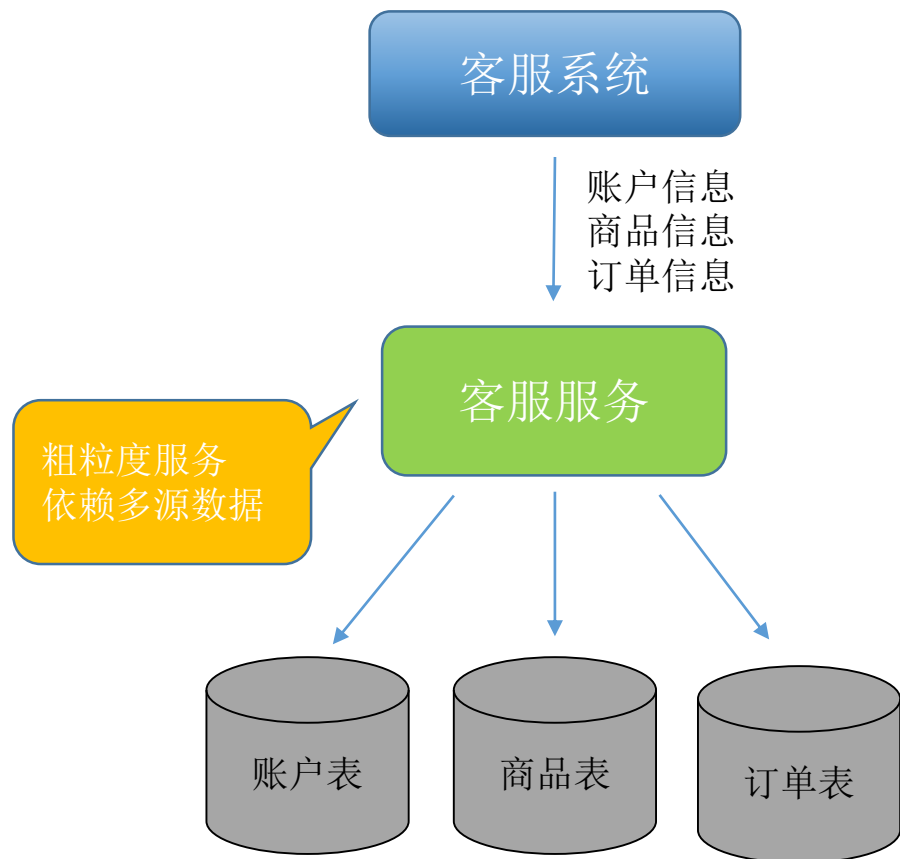 客服系统
账户信息
商品信息
订单信息
客服服务
粗粒度服务
依赖多源数据
账户表
商品表
订单表